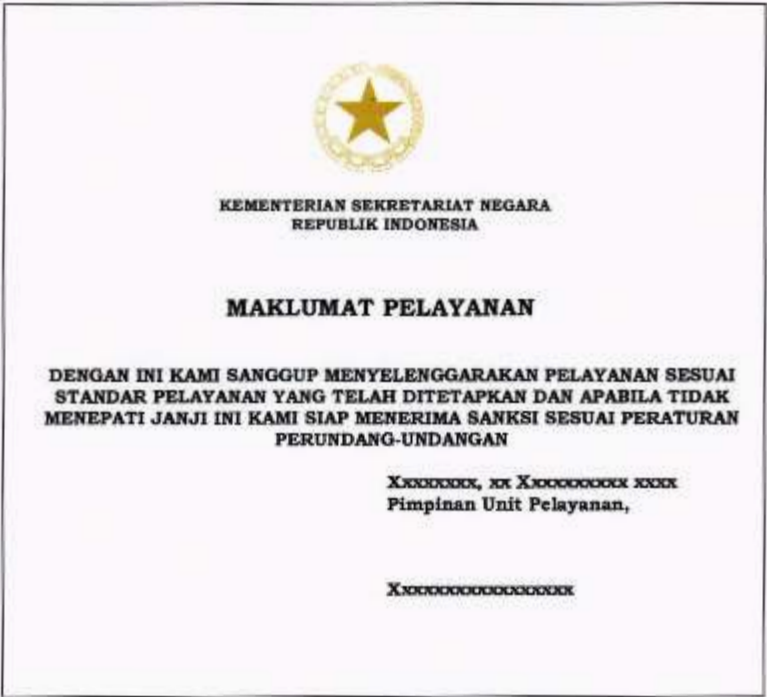 KEMENTERIAN SEKRETARIAT NEGARA
REPUBLIK INDONESIA
MAKLUMAT PELAYANAN
DENGAN INI KAMI SANGGUP MENYELENGGARAKAN PELAYANAN SESUAI
STANDAR PELAYANAN YANG TELAH DITETAPKAN DAN APABILA TIDAK
MENEPATI JANJI INI KAMI SIAP MENERIMA SANKSI SESUAI PERATURAN
PERUNDANG-UNDANGAN
Xxxxxxxx, xx Xxxxxxxxxx xxxx
Pimpinan Unit Pelayanan,
Xxxxxxxxxxxxxxxxx